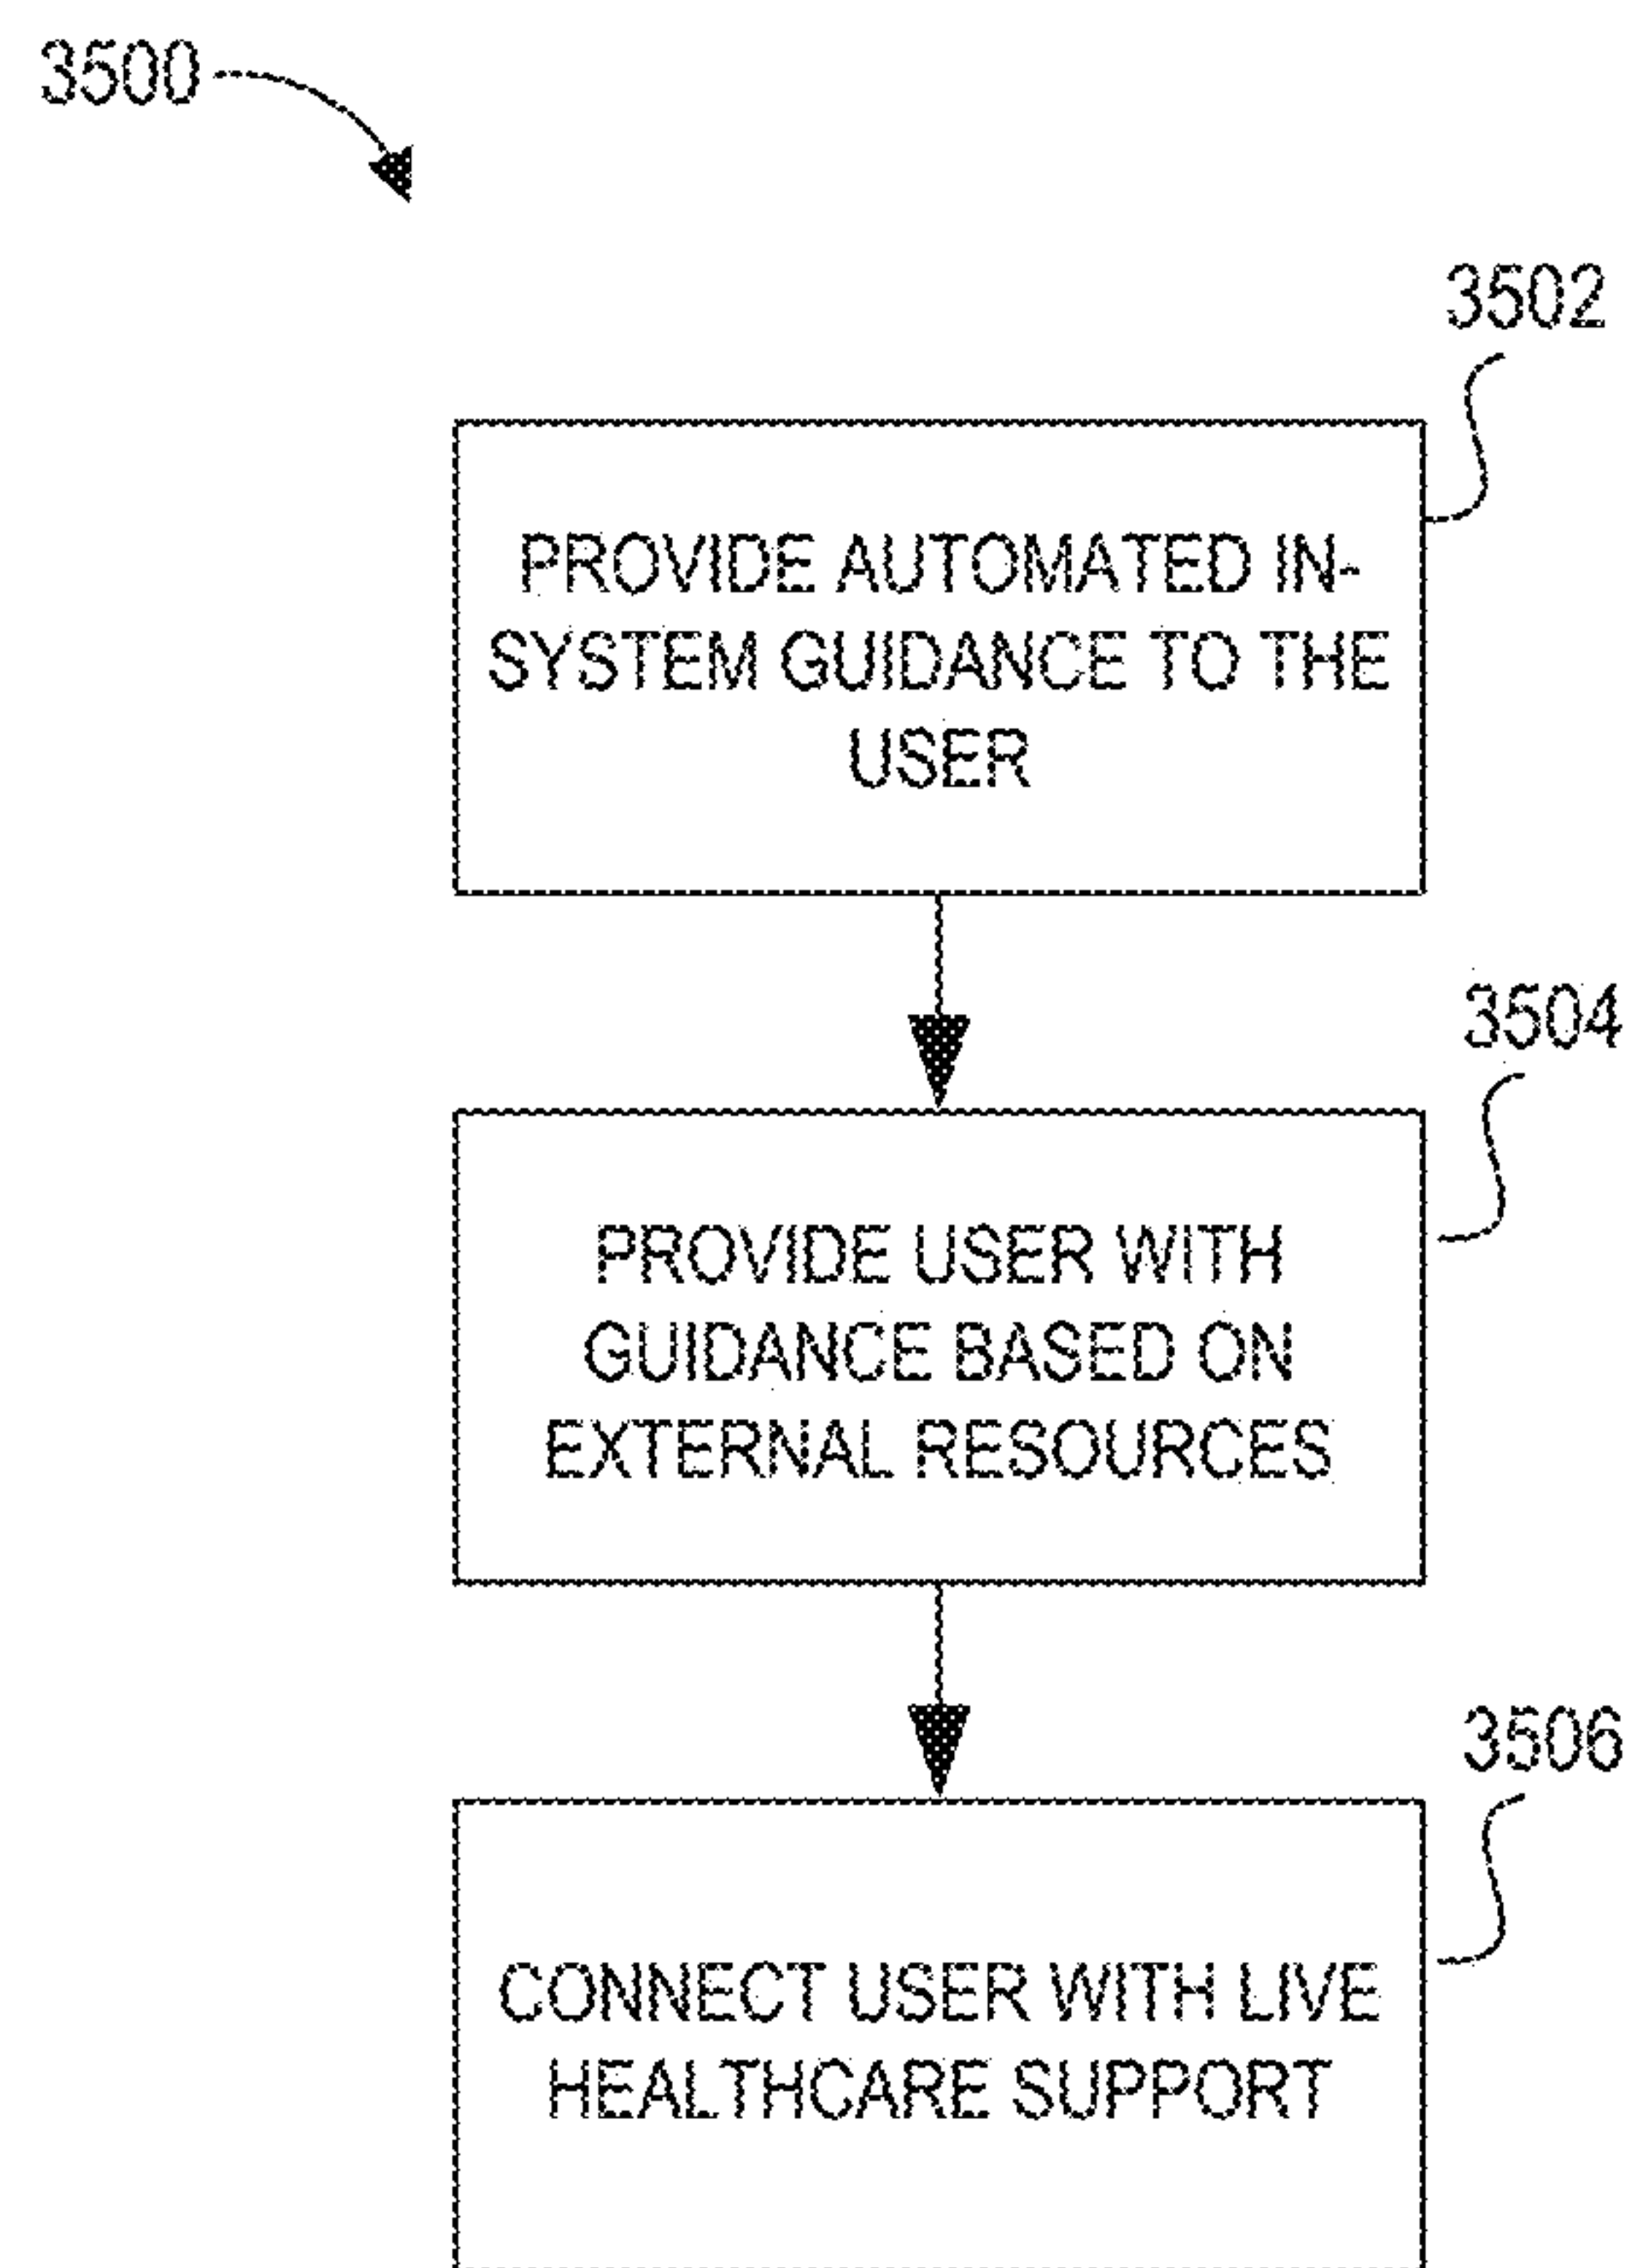 3500
3502
PROVIDE AUTOMATED IN-
SYSTEM GUIDANCE TO THE
USER
3504
PROVIDE USER WITH
GUIDANCE BASED ON
EXTERNAL RESOURCES
3506
CONNECT USER WITH LIVE
HEALTHCARE SUPPORT